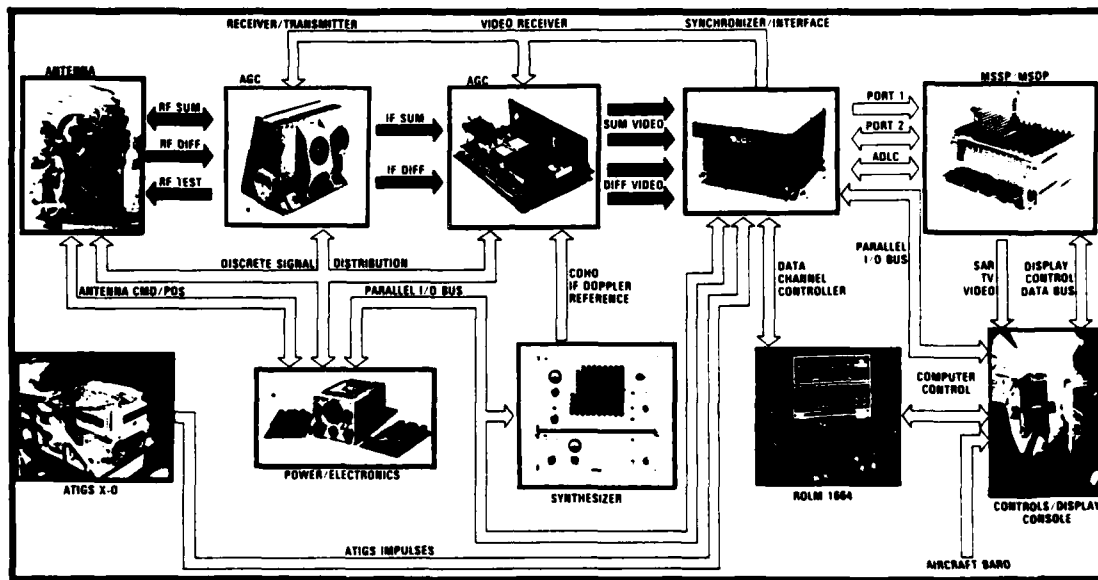 RECEIVER/TRANSMITTER
VIDEO RECEIVER
SYNCHRONIZER/INTERFACE
ANTENNA
AGC
AGC
MSSP/MSDP
RF SUM
RF DIFF
RF TEST
IF SUM
IF DIFF
SUM VIDEO
DIFF VIDEO
PORT 1
PORT 2
ADLC
DISCRETE SIGNAL DISTRIBUTION
ANTENNA CMD/POS
PARALLEL I/O BUS
COHO
IF DOPPLER
REFERENCE
DATA
CHANNEL
CONTROLLER
PARALLEL
I/O BUS
SAR
TV
VIDEO
DISPLAY
CONTROL
DATA BUS
COMPUTER
CONTROL
ATIGS X-0
POWER/ELECTRONICS
SYNTHESIZER
ROLM 1664
CONTROLS/DISPLAY
CONSOLE
ATIGS IMPULSES
AIRCRAFT BARO